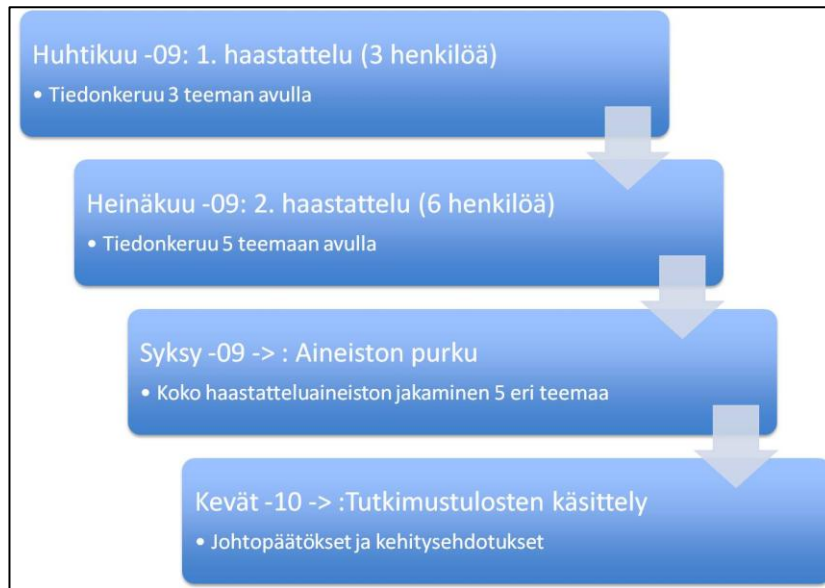 Huhtikuu -09: 1. haastattelu (3 henkilöä)
• Tiedonkeruu 3 teeman avulla
Heinäkuu -09: 2. haastattelu (6 henkilöä)
• Tiedonkeruu 5 teemaan avulla
Syksy -09 -> : Aineiston purku
• Koko haastatteluaineiston jakaminen 5 eri teemaa
Kevät -10 -> :Tutkimustulosten käsittely
• Johtopäätökset ja kehitysehdotukset